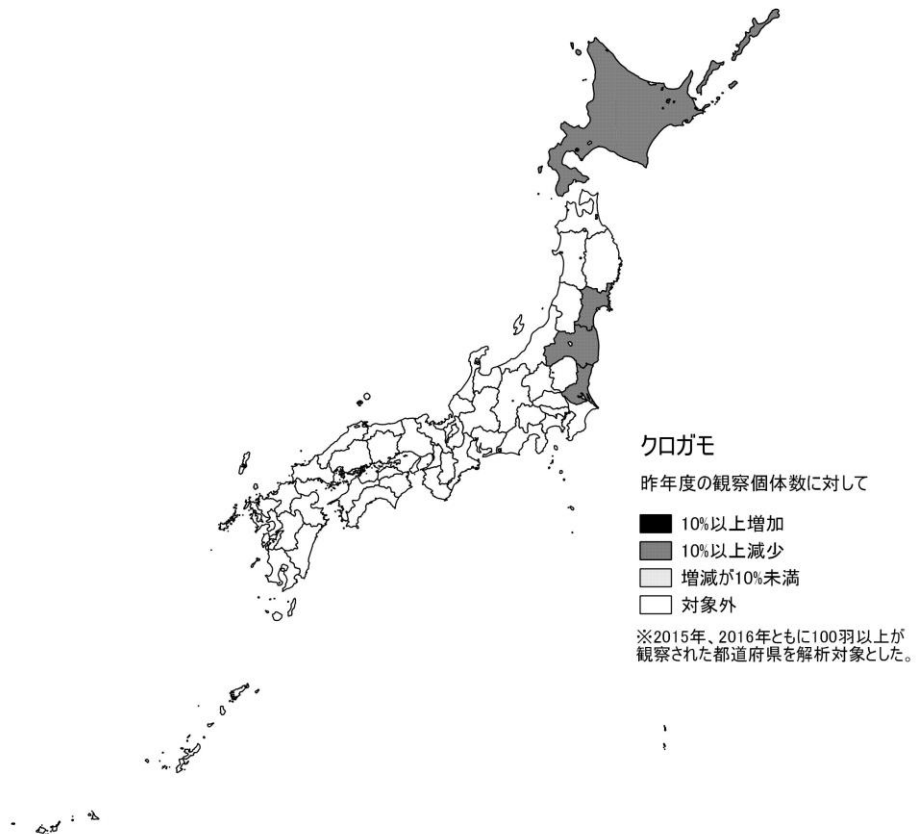 クロガモ
昨年度の観察個体数に対して
10%以上増加
10%以上減少
増減が10%未満
対象外
※2015年、2016年ともに100羽以上が
観察された都道府県を解析対象とした。